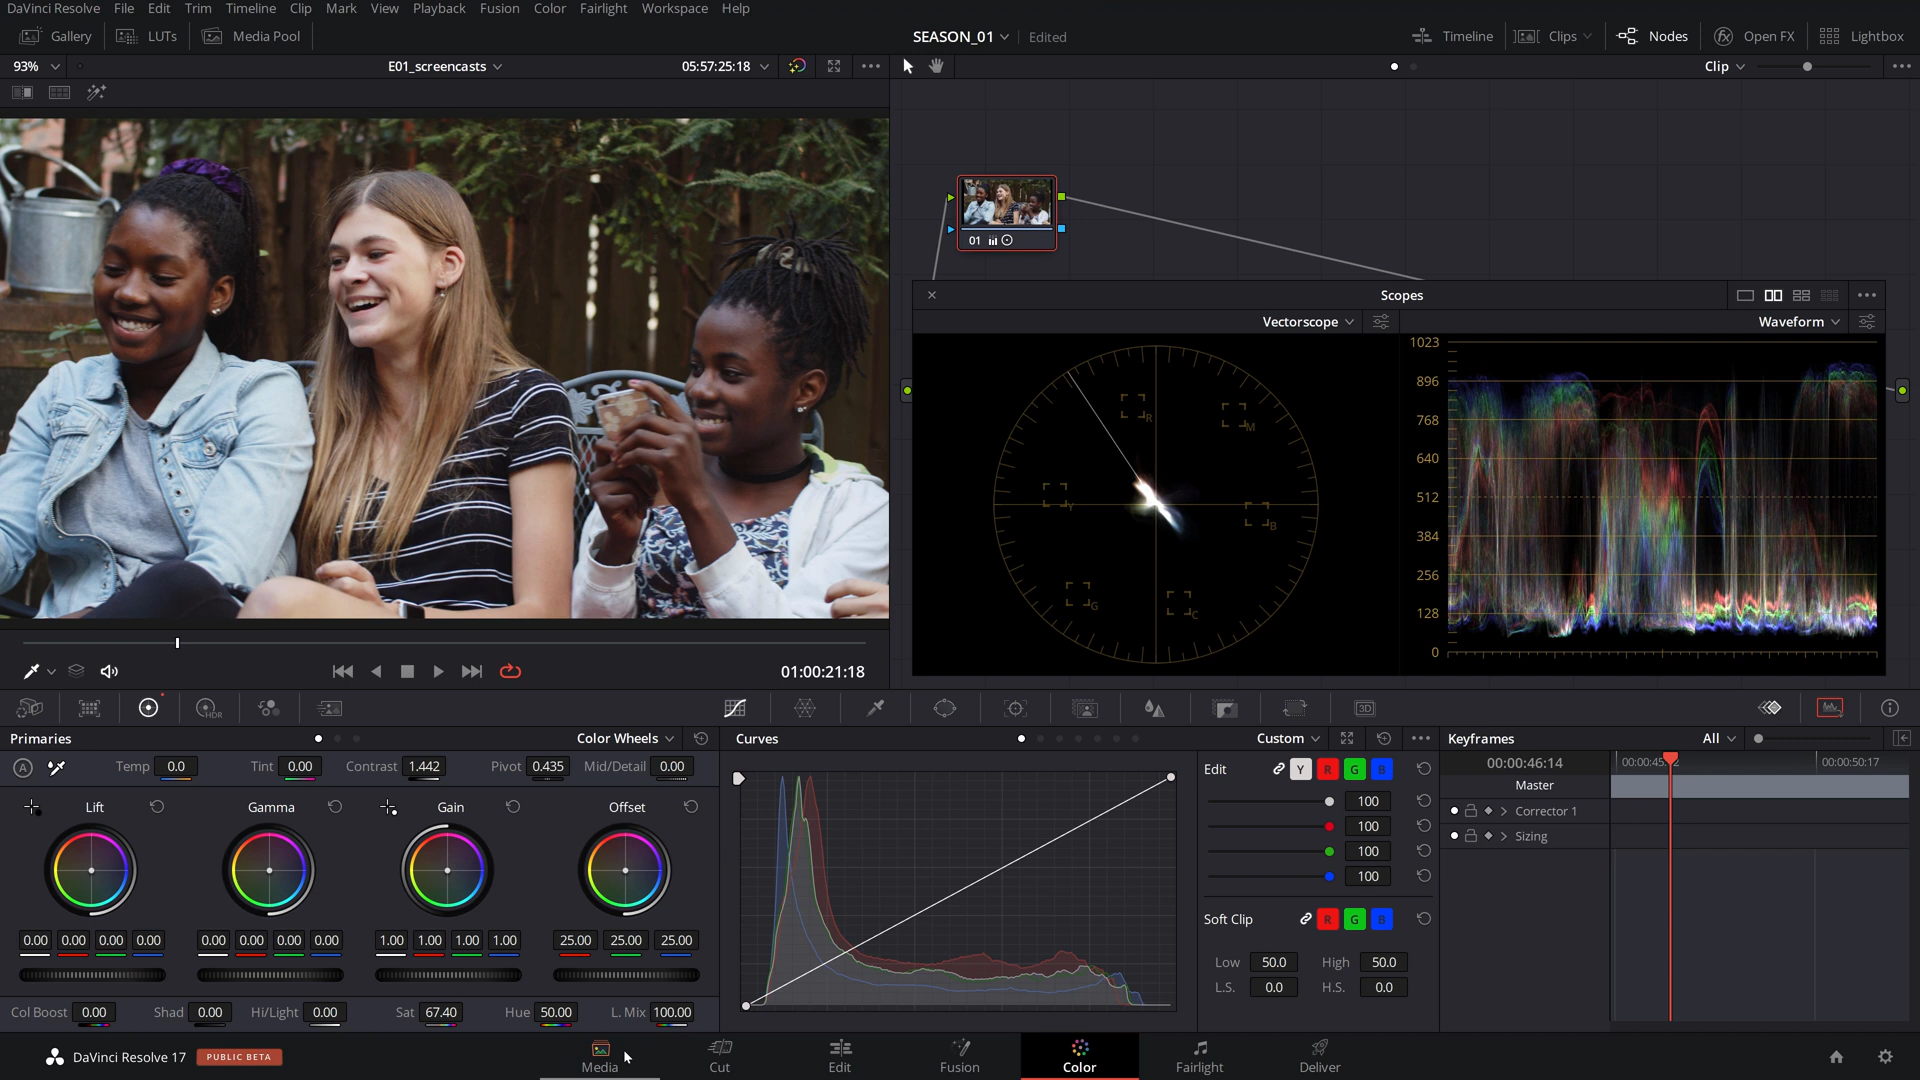 DaVinci Resolve File Edit Trim Timeline Clip Mark View Playback Fusion Color Fairlight Workspace Help
Gallery LUTs Media Pool SEASON_01 Edited Timeline Clips Nodes fx Open FX Lightbox
93% E01_screencasts 05:57:25:18 Clip
01
Scopes
Vectorscope Waveform
R M Y B G C
1023
896
768
640
512
384
256
128
0
01:00:21:18
HDR 3D
Primaries Color Wheels Curves Custom Keyframes All
A Temp 0.0 Tint 0.00 Contrast 1.442 Pivot 0.435 Mid/Detail 0.00
Lift Gamma Gain Offset
0.00 0.00 0.00 0.00 0.00 0.00 0.00 0.00 1.00 1.00 1.00 1.00 25.00 25.00 25.00
Col Boost 0.00 Shad 0.00 Hi/Light 0.00 Sat 67.40 Hue 50.00 L. Mix 100.00
Edit Y R G B
100
100
100
100
Soft Clip R G B
Low 50.0 High 50.0
L.S. 0.0 H.S. 0.0
00:00:46:14 00:00:50:17
Master
Corrector 1
Sizing
DaVinci Resolve 17 PUBLIC BETA
Media Cut Edit Fusion Color Fairlight Deliver